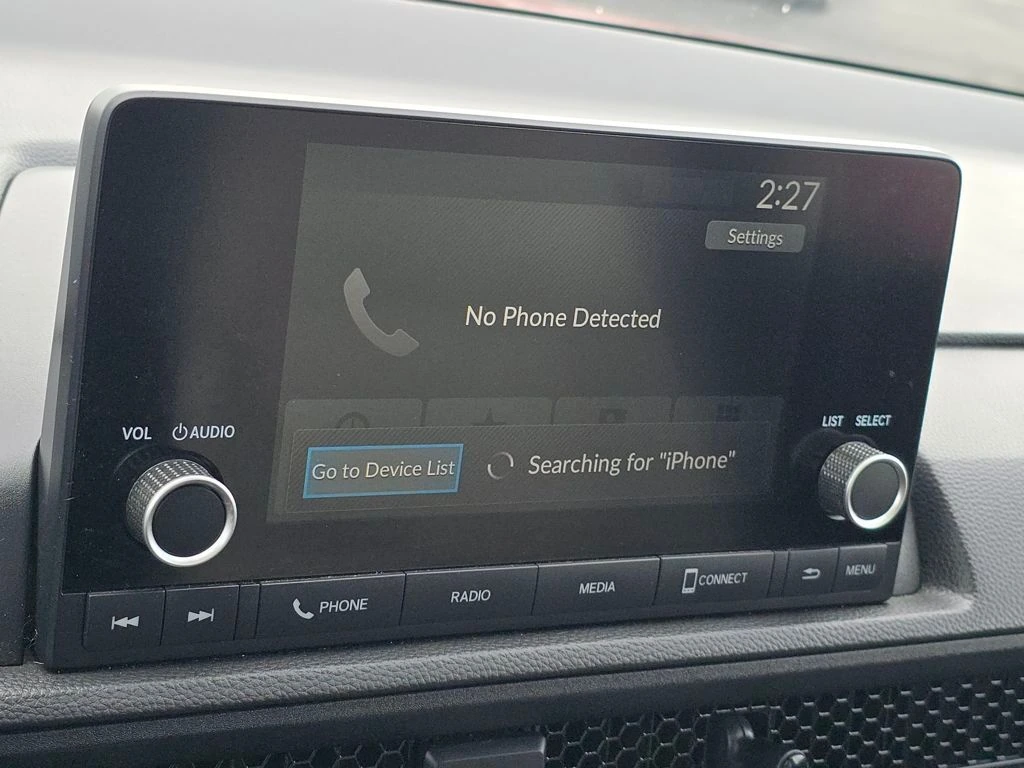 2:27
Settings
No Phone Detected
VOL AUDIO
LIST SELECT
Go to Device List
Searching for "iPhone"
PHONE
RADIO
MEDIA
CONNECT
MENU